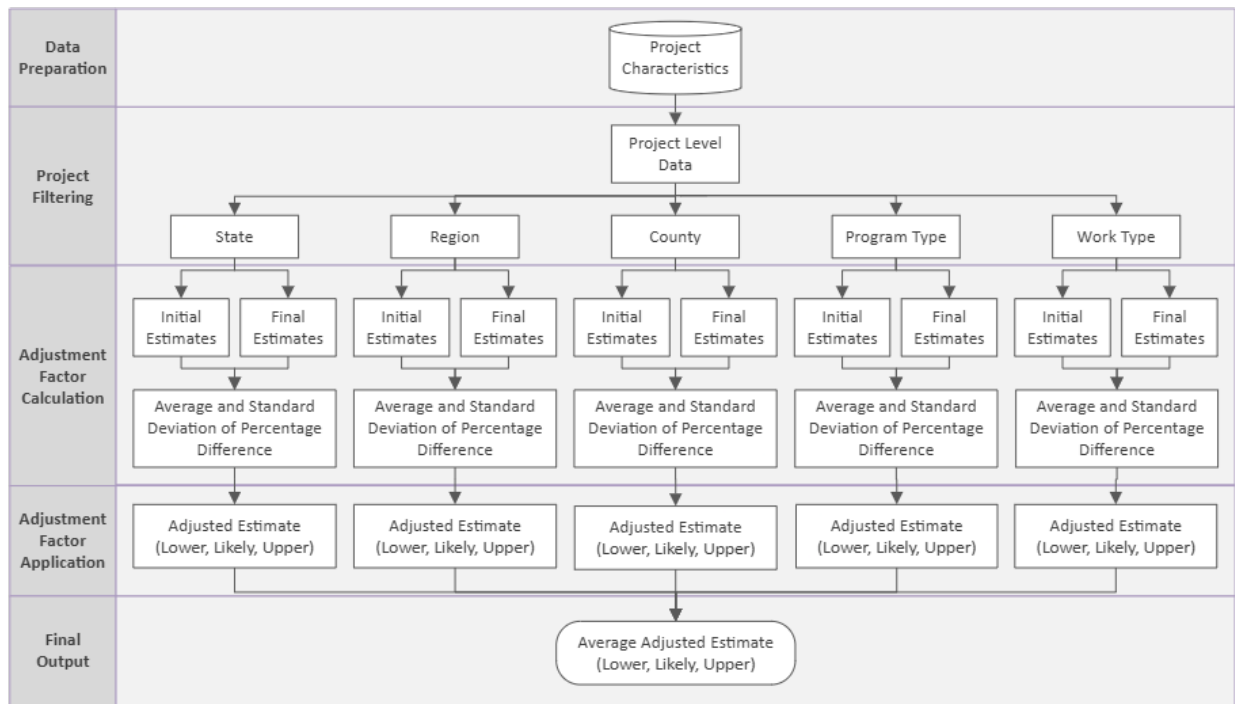 Data
Preparation
Project
Characteristics
Project
Filtering
Project Level
Data
State
Region
County
Program Type
Work Type
Adjustment
Factor
Calculation
Initial
Estimates
Final
Estimates
Initial
Estimates
Final
Estimates
Initial
Estimates
Final
Estimates
Initial
Estimates
Final
Estimates
Initial
Estimates
Final
Estimates
Average and Standard
Deviation of Percentage
Difference
Average and Standard
Deviation of Percentage
Difference
Average and Standard
Deviation of Percentage
Difference
Average and Standard
Deviation of Percentage
Difference
Average and Standard
Deviation of Percentage
Difference
Adjustment
Factor
Application
Adjusted Estimate
(Lower, Likely, Upper)
Adjusted Estimate
(Lower, Likely, Upper)
Adjusted Estimate
(Lower, Likely, Upper)
Adjusted Estimate
(Lower, Likely, Upper)
Adjusted Estimate
(Lower, Likely, Upper)
Final
Output
Average Adjusted Estimate
(Lower, Likely, Upper)